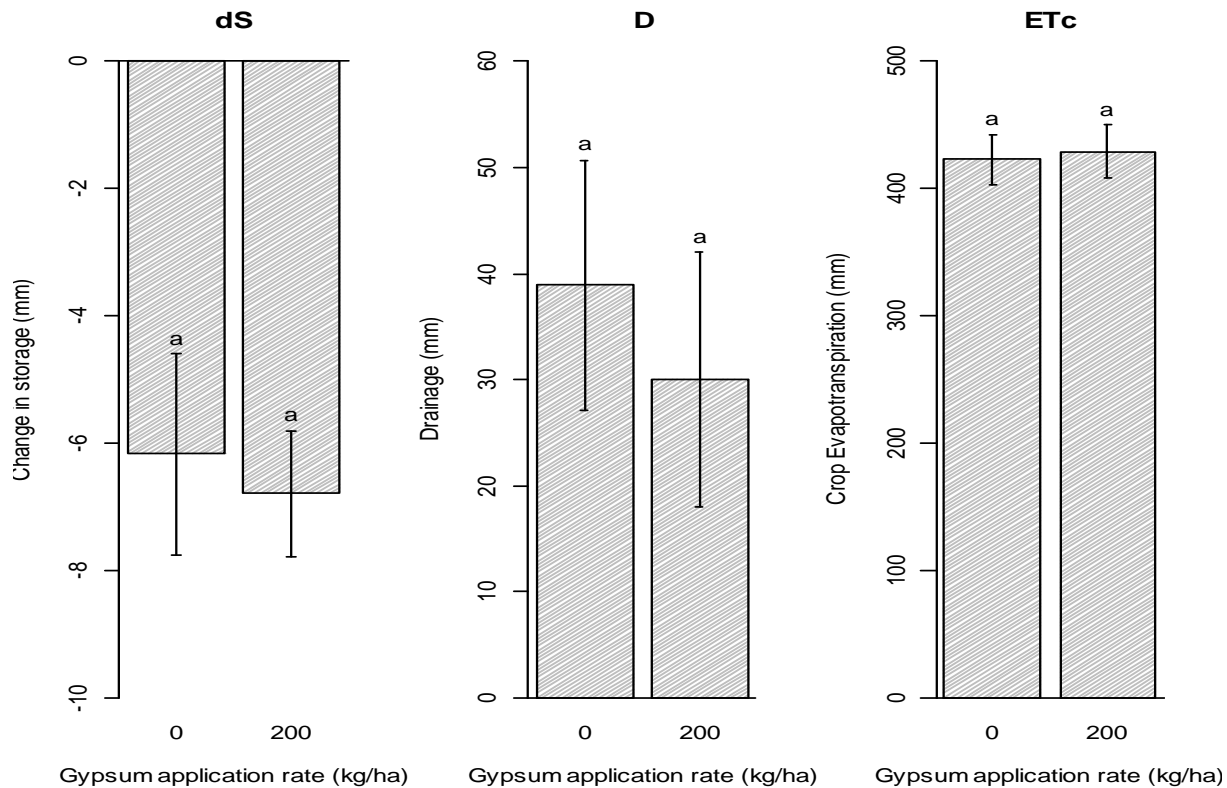 dS
Change in storage (mm)
0
-2
-4
-6
-8
-10
a
a
0
200
Gypsum application rate (kg/ha)
D
Drainage (mm)
60
50
40
30
20
10
0
a
a
0
200
Gypsum application rate (kg/ha)
ETc
Crop Evapotranspiration (mm)
500
400
300
200
100
0
a
a
0
200
Gypsum application rate (kg/ha)